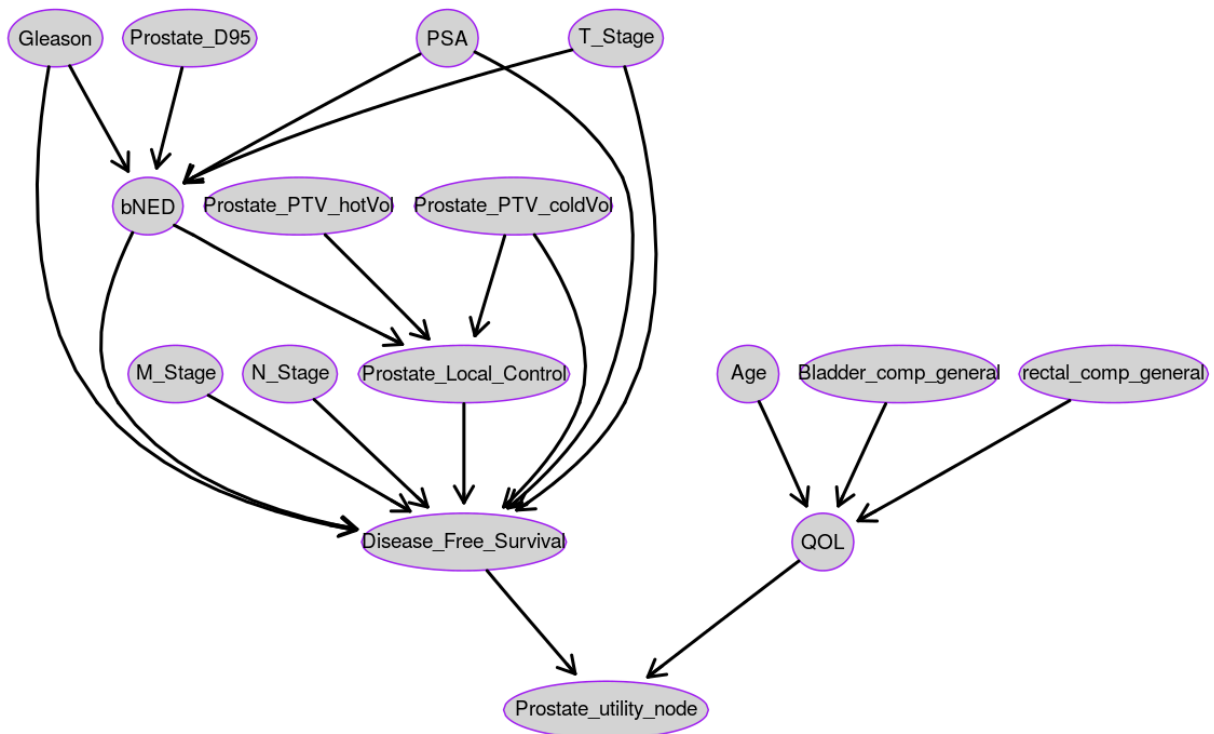 Gleason
Prostate_D95
PSA
T_Stage
bNED
Prostate_PTV_hotVol
Prostate_PTV_coldVol
M_Stage
N_Stage
Prostate_Local_Control
Age
Bladder_comp_general
rectal_comp_general
Disease_Free_Survival
QOL
Prostate_utility_node